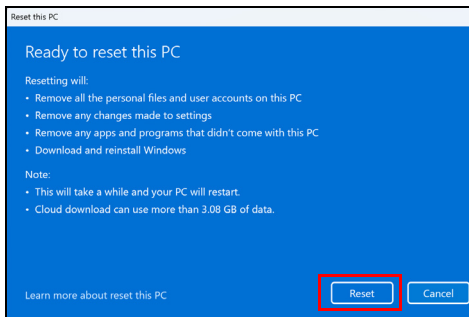 Reset this PC
Ready to reset this PC
Resetting will:
• Remove all the personal files and user accounts on this PC
• Remove any changes made to settings
• Remove any apps and programs that didn't come with this PC
• Download and reinstall Windows
Note:
• This will take a while and your PC will restart.
• Cloud download can use more than 3.08 GB of data.
Learn more about reset this PC
Reset
Cancel